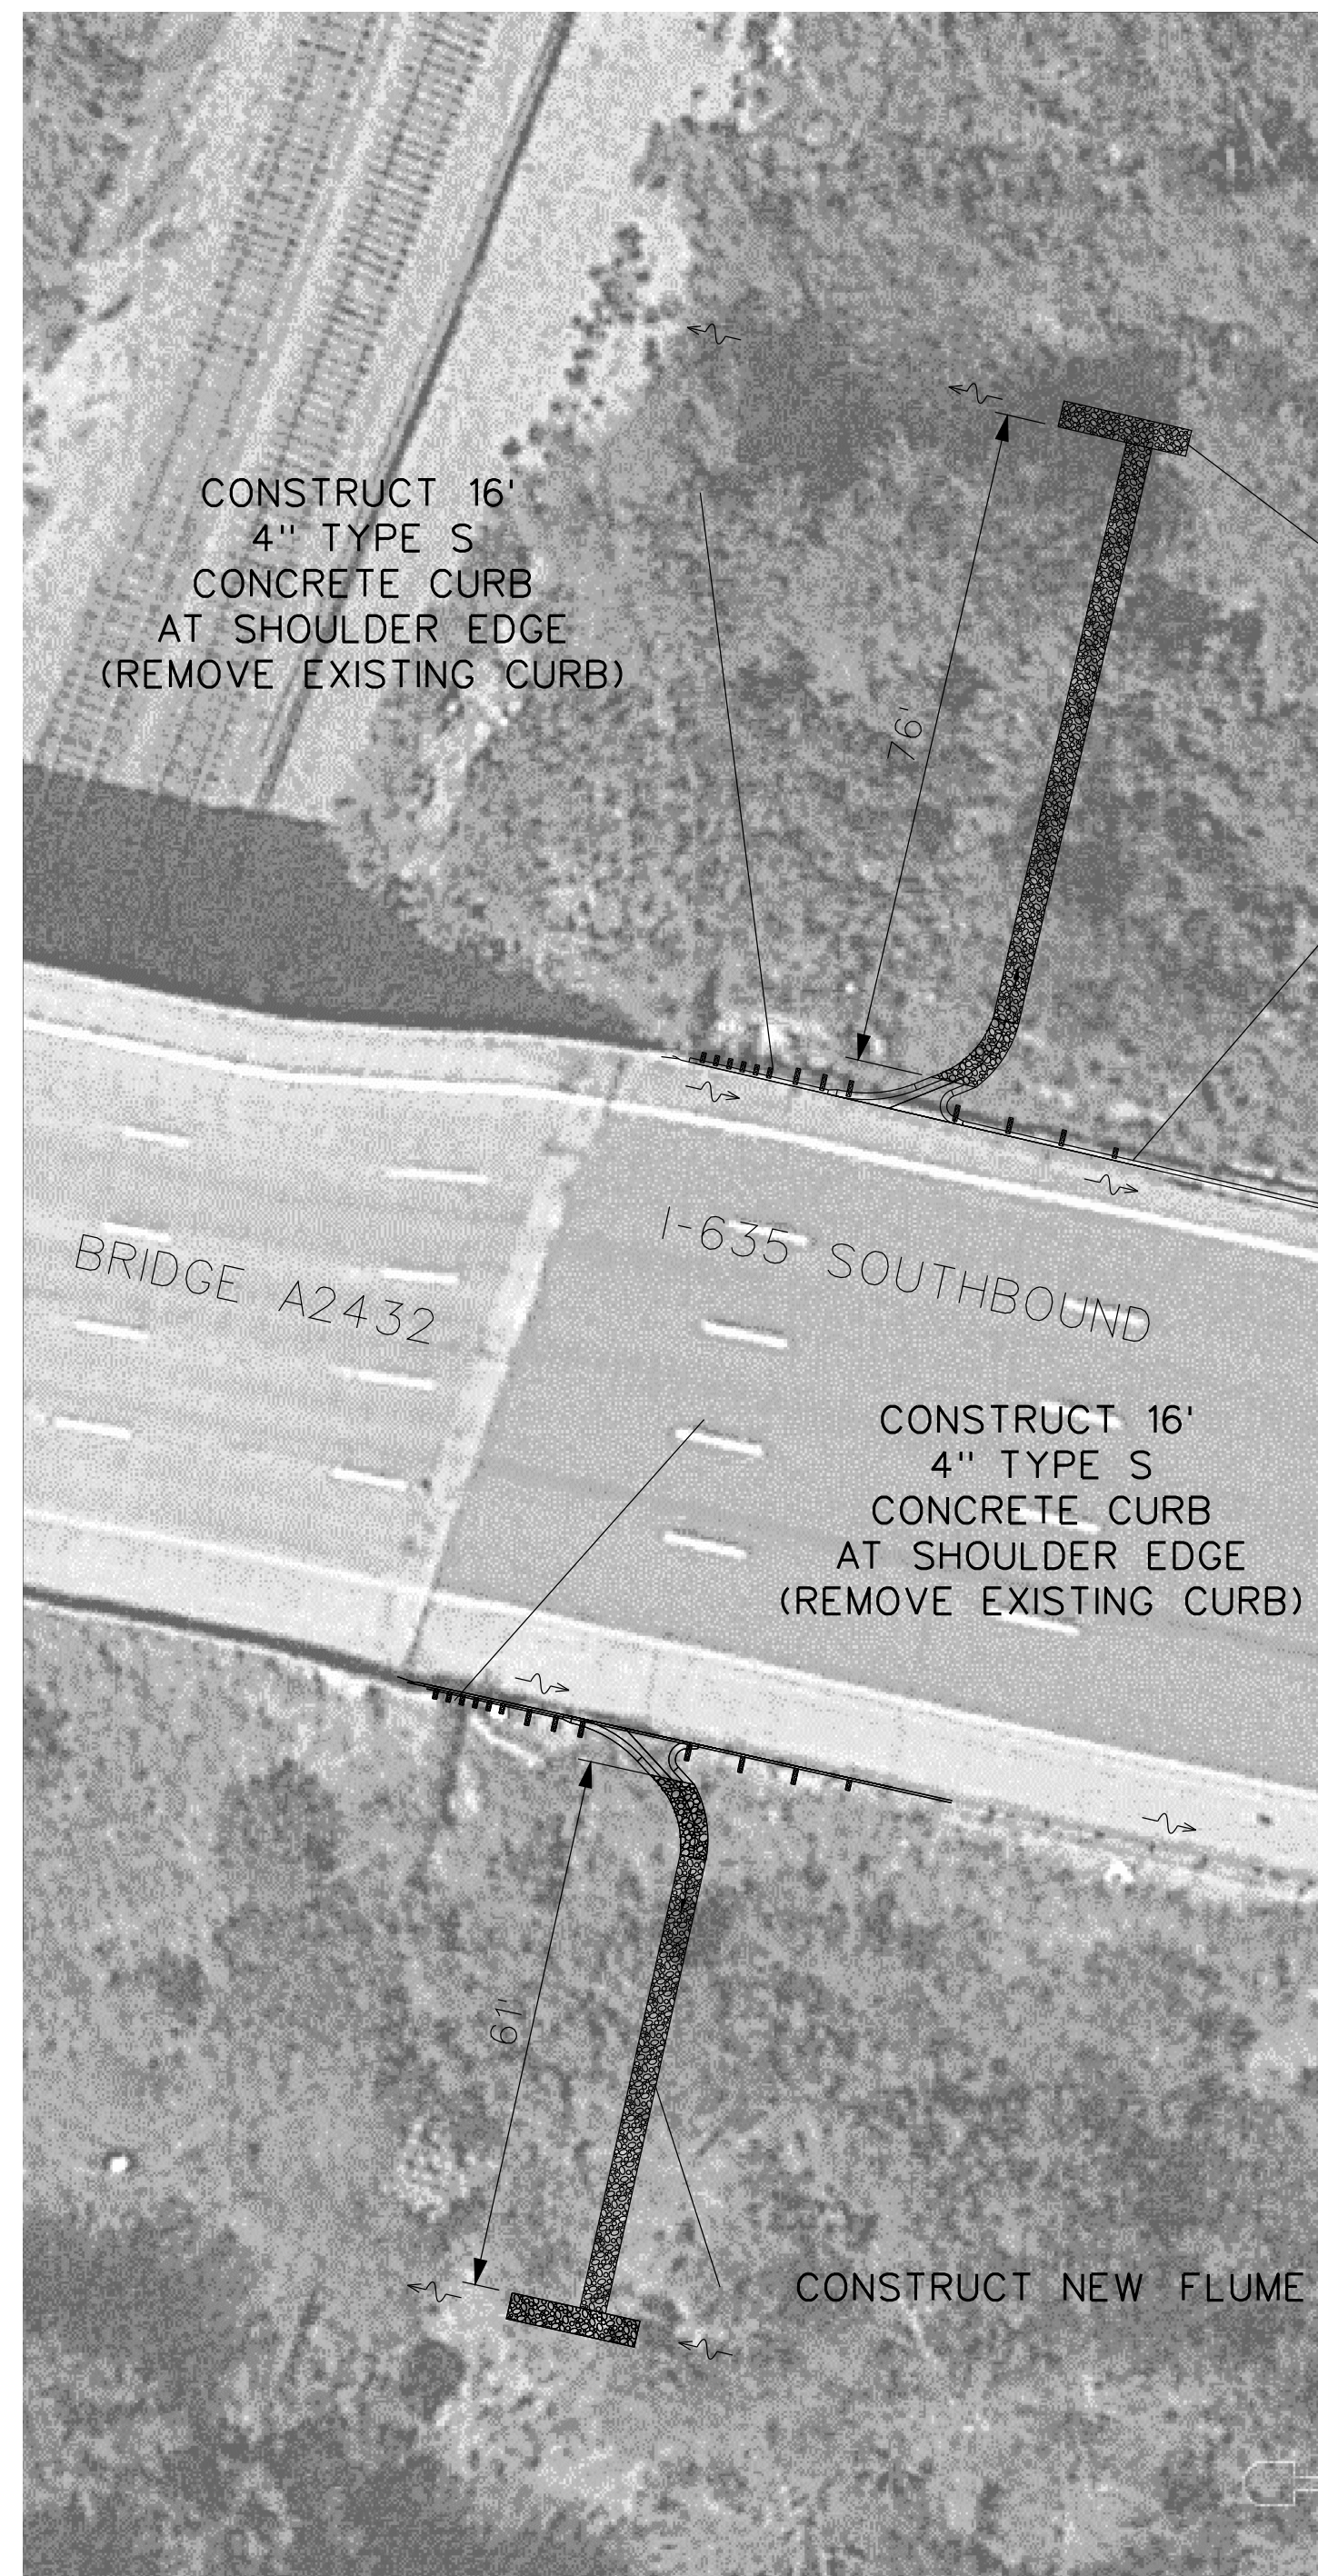 CONSTRUCT 16'
4" TYPE S
CONCRETE CURB
AT SHOULDER EDGE
(REMOVE EXISTING CURB)
76'
I-635 SOUTHBOUND
BRIDGE A2432
CONSTRUCT 16'
4" TYPE S
CONCRETE CURB
AT SHOULDER EDGE
(REMOVE EXISTING CURB)
61'
CONSTRUCT NEW FLUME